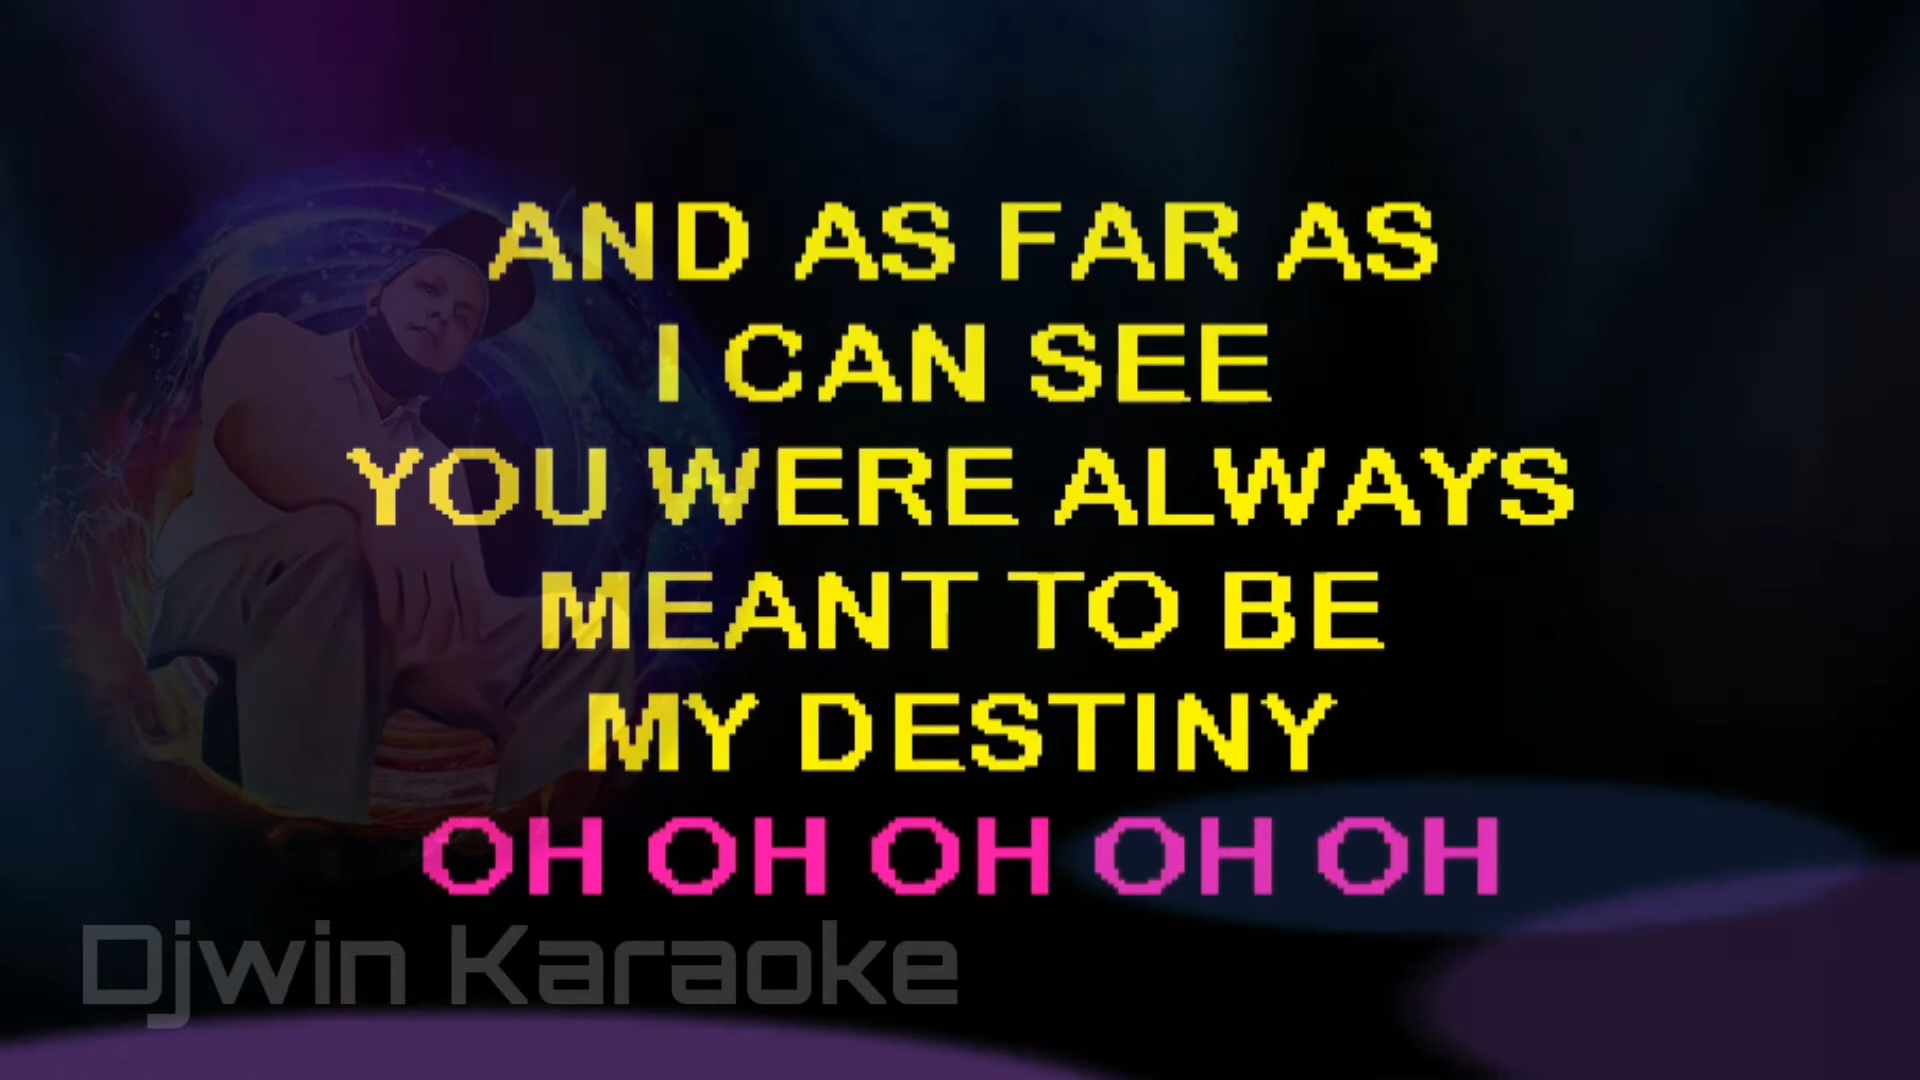 AND AS FAR AS
I CAN SEE
YOU WERE ALWAYS
MEANT TO BE
MY DESTINY
OH OH OH OH OH
Djwin Karaoke